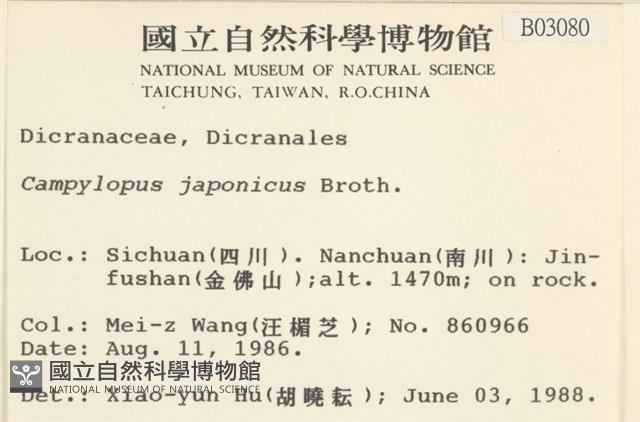 國立自然科學博物館
B03080
NATIONAL MUSEUM OF NATURAL SCIENCE
TAICHUNG, TAIWAN, R.O.CHINA
Dicranaceae, Dicranales
Campylopus japonicus Broth.
Loc.: Sichuan(四川). Nanchuan(南川): Jin-
fushan(金佛山);alt. 1470m; on rock.
Col.: Mei-z Wang(汪楣芝); No. 860966
Date: Aug. 11, 1986.
國立自然科學博物館
NATIONAL MUSEUM OF NATURAL SCIENCE
Det.: Xiao-yun Hu(胡曉耘); June 03, 1988.